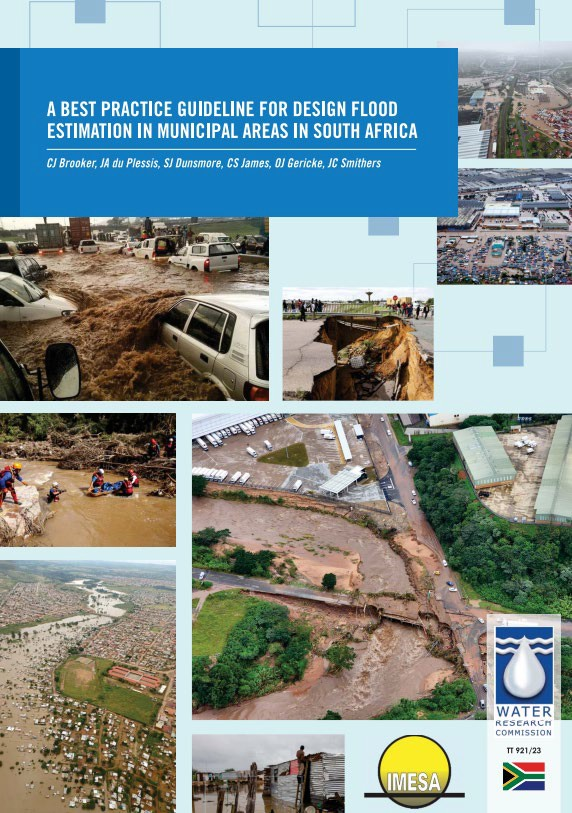 A BEST PRACTICE GUIDELINE FOR DESIGN FLOOD
ESTIMATION IN MUNICIPAL AREAS IN SOUTH AFRICA
CJ Brooker, JA du Plessis, SJ Dunsmore, CS James, OJ Gericke, JC Smithers
WATER
RESEARCH
COMMISSION
TT 921/23
IMESA